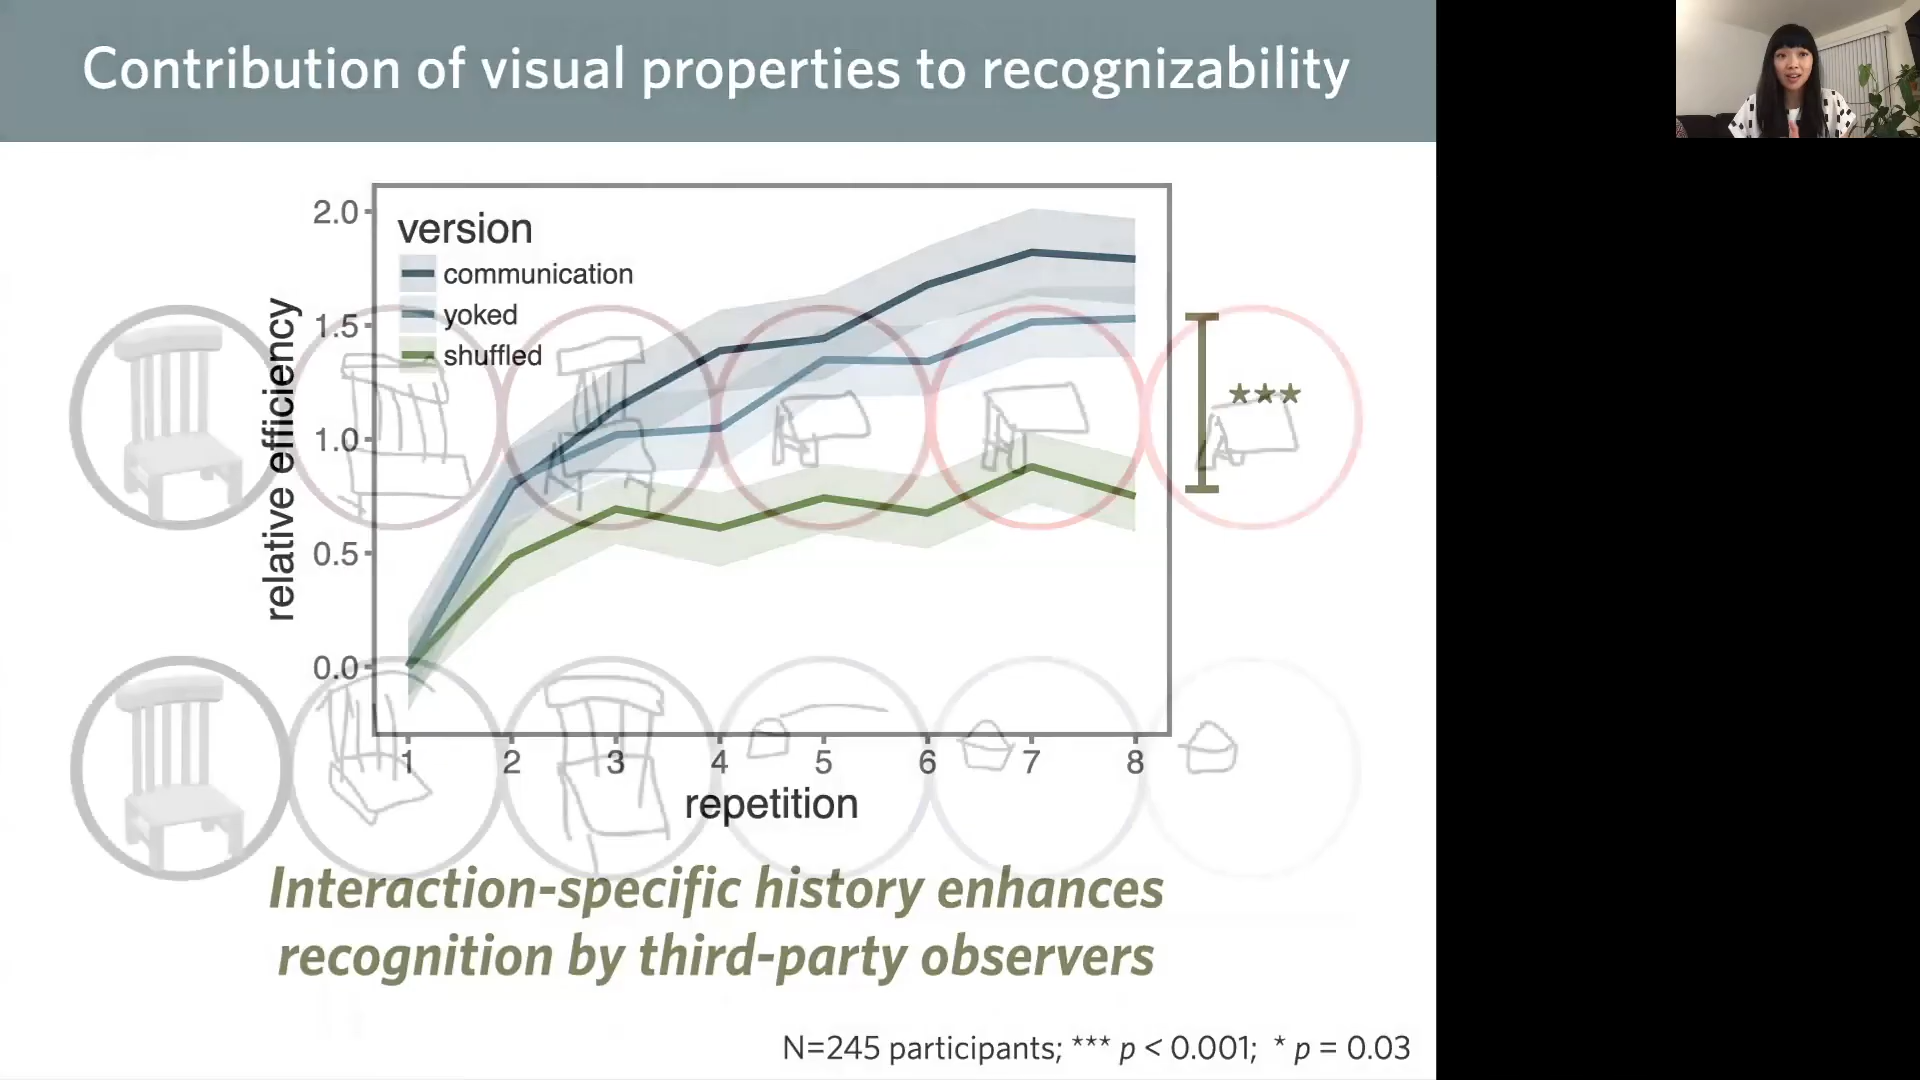 Contribution of visual properties to recognizability
version
communication
yoked
shuffled
relative efficiency
2.0
1.5
1.0
0.5
0.0
***
1 2 3 4 5 6 7 8
repetition
Interaction-specific history enhances
recognition by third-party observers
N=245 participants; *** p < 0.001; * p = 0.03